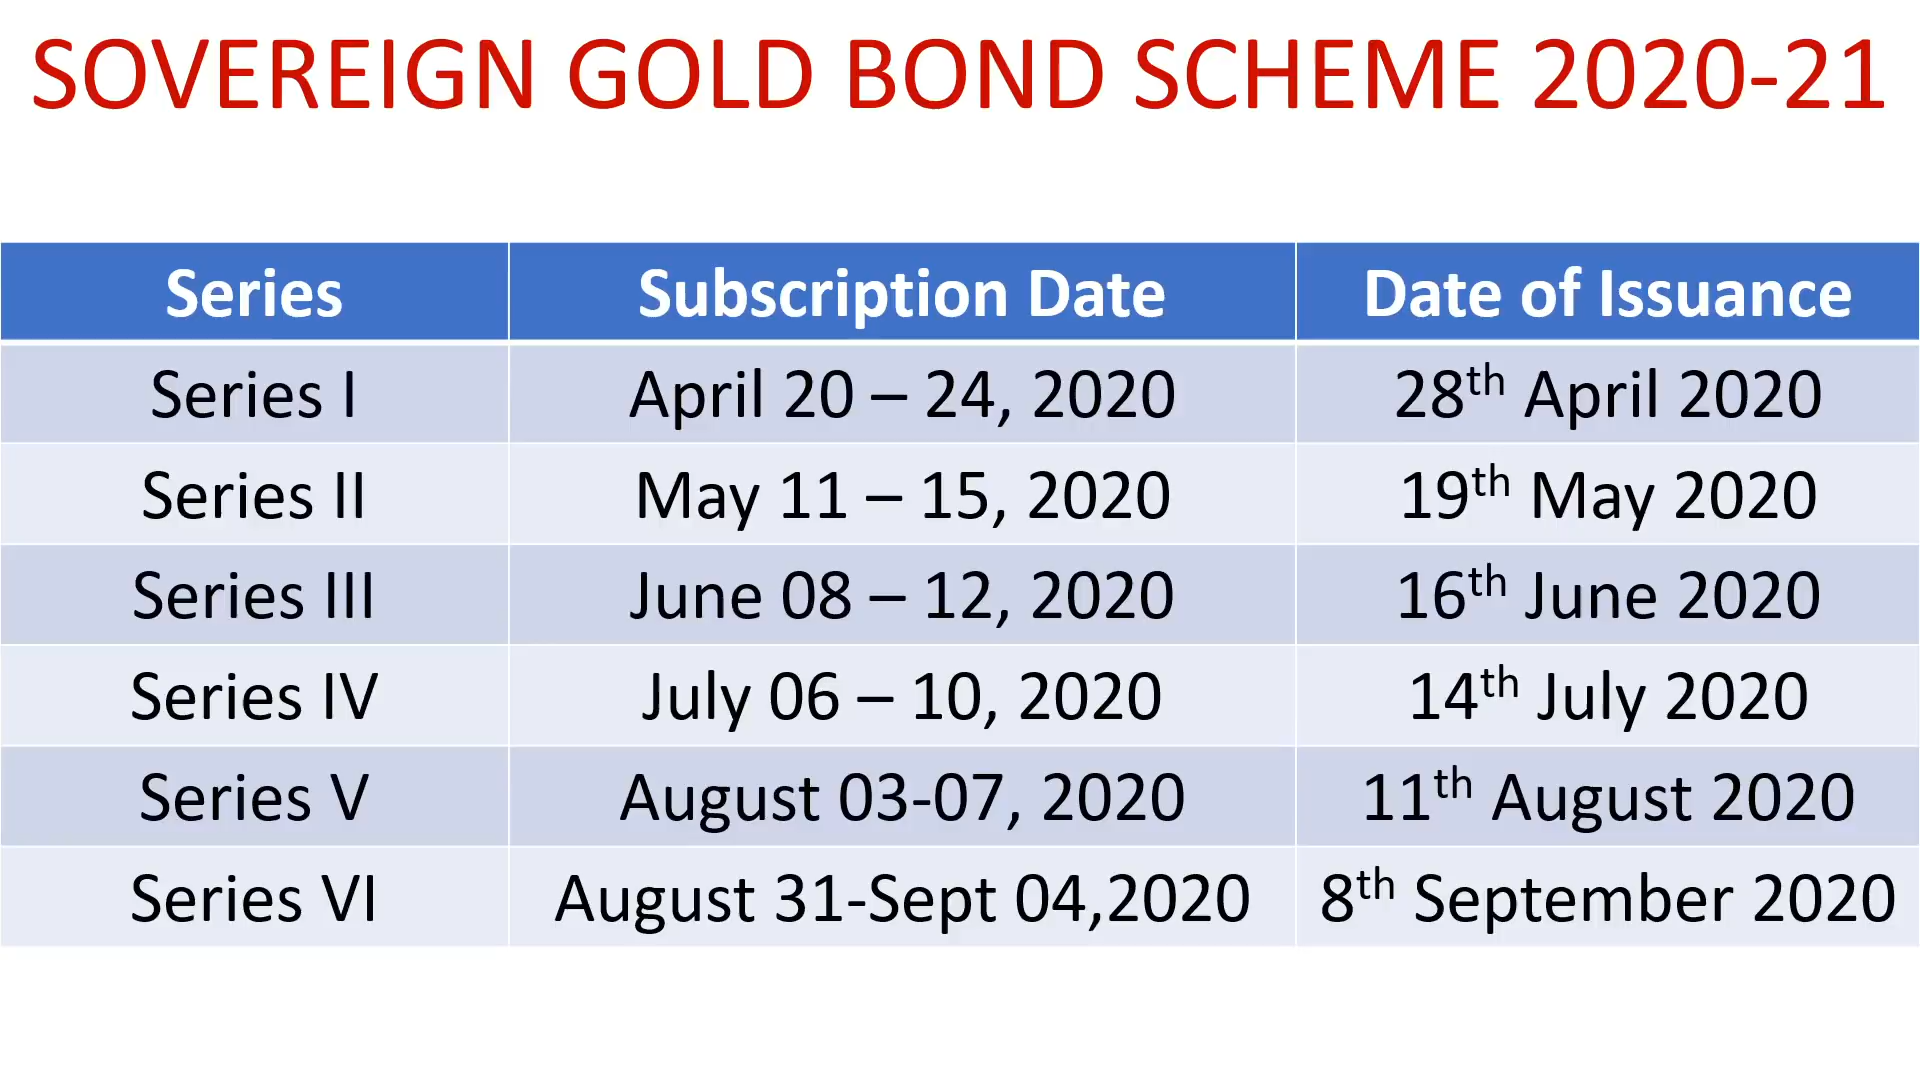 SOVEREIGN GOLD BOND SCHEME 2020-21
Series Subscription Date Date of Issuance
Series I April 20 – 24, 2020 28th April 2020
Series II May 11 – 15, 2020 19th May 2020
Series III June 08 – 12, 2020 16th June 2020
Series IV July 06 – 10, 2020 14th July 2020
Series V August 03-07, 2020 11th August 2020
Series VI August 31-Sept 04,2020 8th September 2020